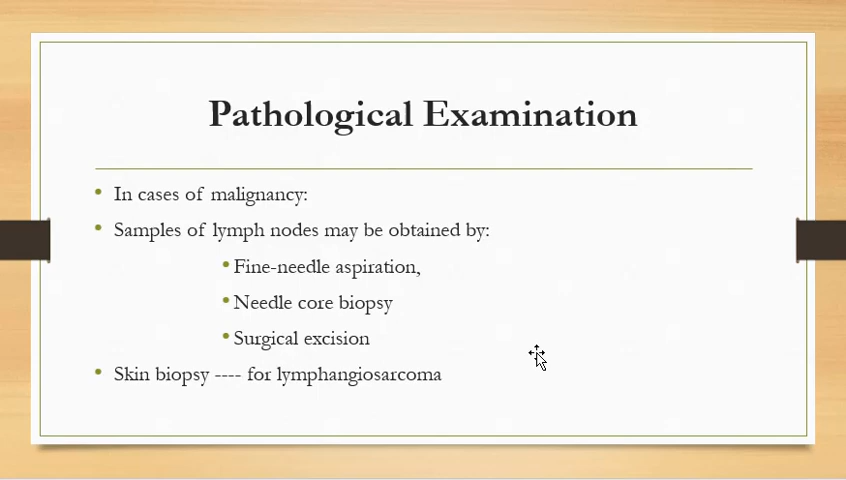 Pathological Examination
• In cases of malignancy:
• Samples of lymph nodes may be obtained by:
• Fine-needle aspiration,
• Needle core biopsy
• Surgical excision
• Skin biopsy ---- for lymphangiosarcoma